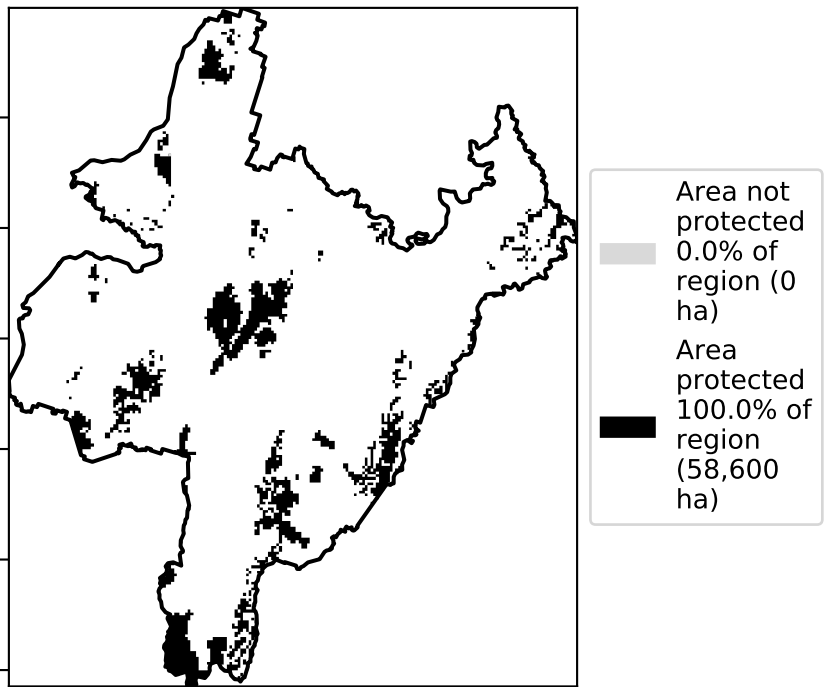 Area not
protected
0.0% of
region (0
ha)
Area
protected
100.0% of
region
(58,600
ha)